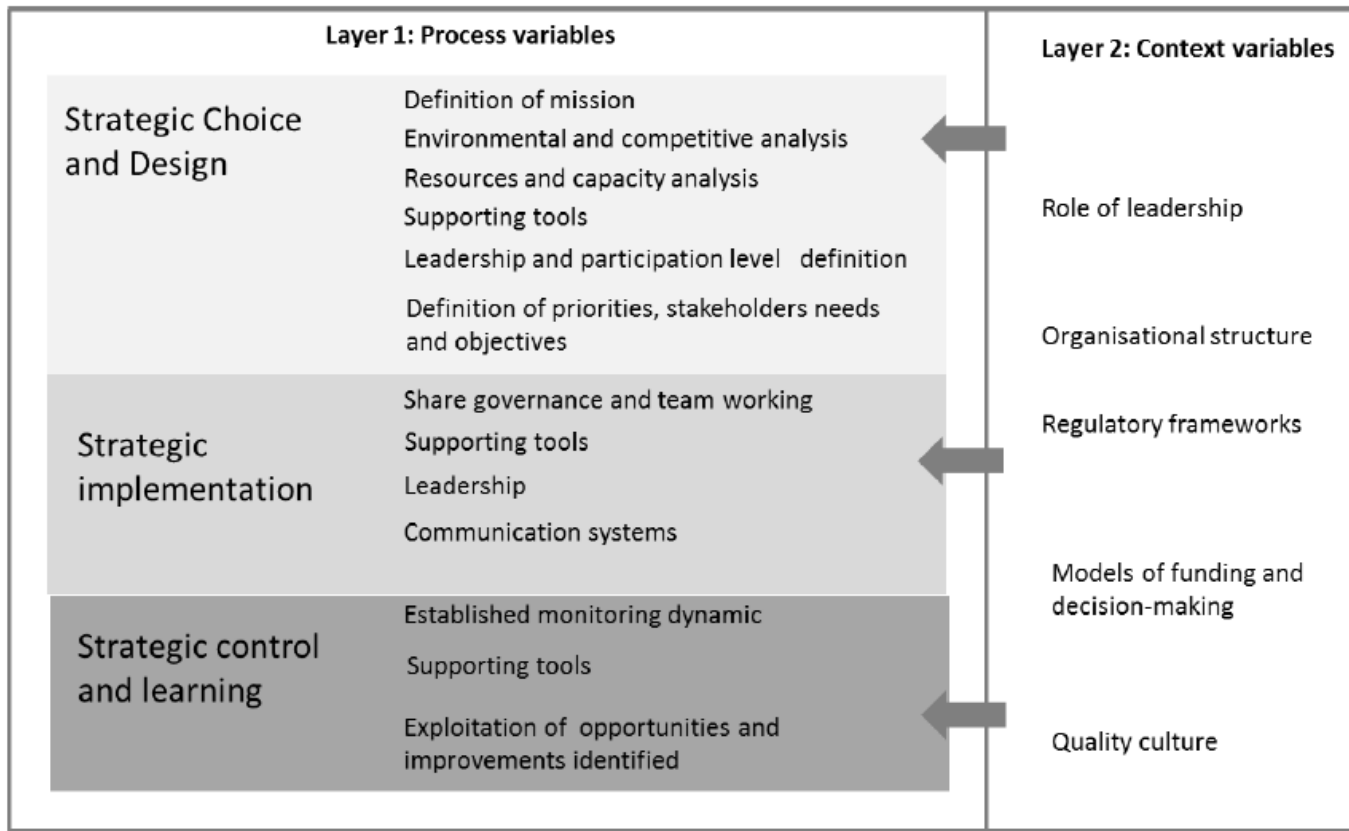 Layer 1: Process variables
Strategic Choice
and Design
Definition of mission
Environmental and competitive analysis
Resources and capacity analysis
Supporting tools
Leadership and participation level definition
Definition of priorities, stakeholders needs
and objectives
Strategic
implementation
Share governance and team working
Supporting tools
Leadership
Communication systems
Strategic control
and learning
Established monitoring dynamic
Supporting tools
Exploitation of opportunities and
improvements identified
Layer 2: Context variables
Role of leadership
Organisational structure
Regulatory frameworks
Models of funding and
decision-making
Quality culture